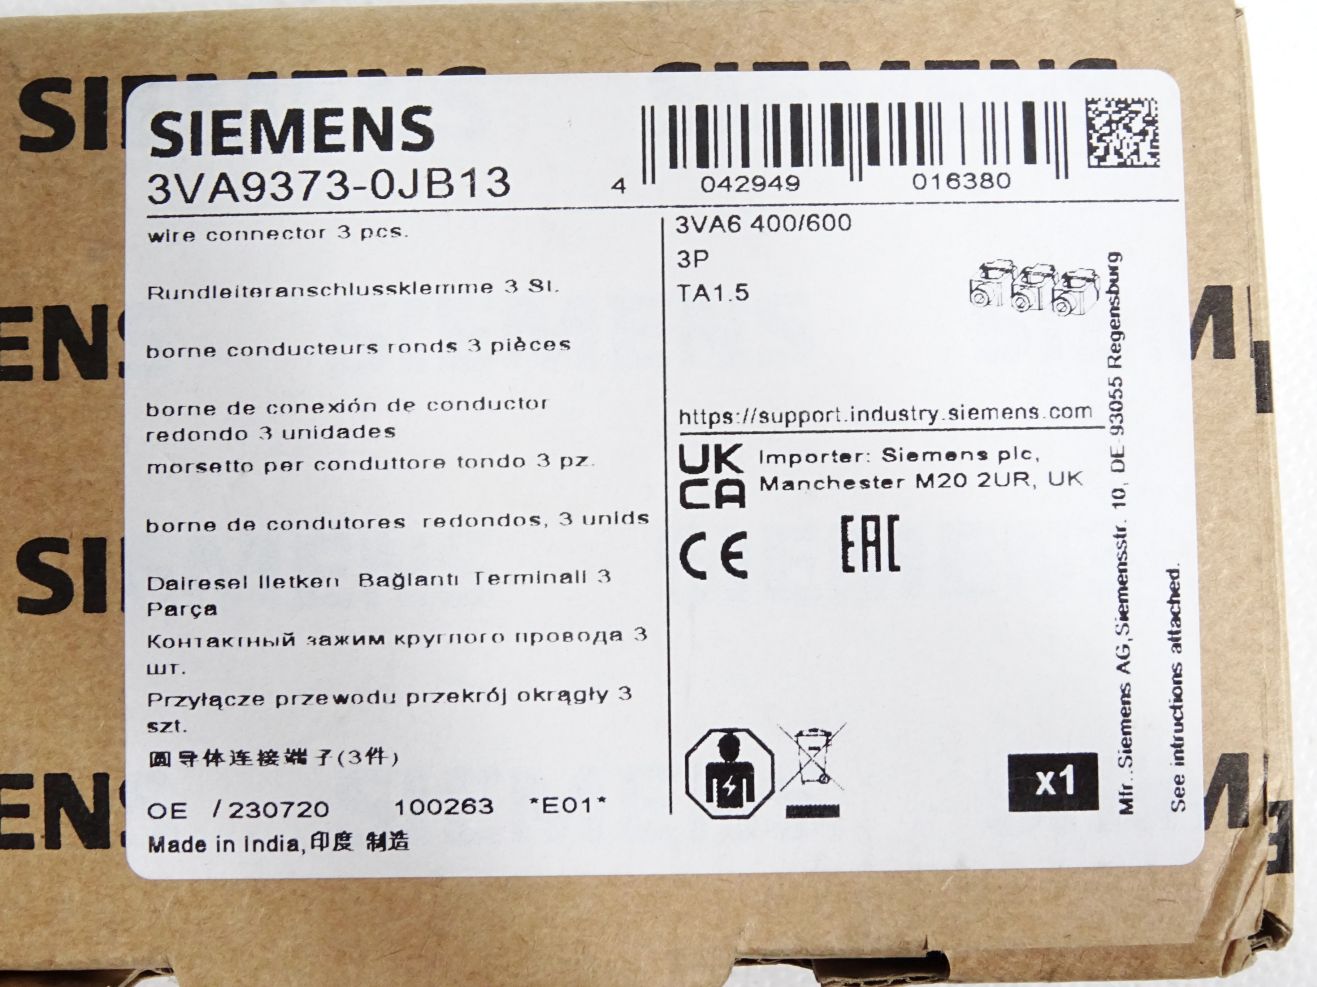 SIEMENS
3VA9373-0JB13
4 042949 016380
wire connector 3 pcs.
Rundleiteranschlussklemme 3 St.
borne conducteurs ronds 3 pièces
borne de conexión de conductor
redondo 3 unidades
morsetto per conduttore tondo 3 pz.
borne de condutores redondos, 3 unids
Dairesel İletken Bağlantı Terminali 3
Parça
Контактный зажим круглого провода 3
шт.
Przyłącze przewodu przekrój okrągły 3
szt.
圆导体连接端子(3件)
OE /230720 100263 *E01*
Made in India,印度 制造
3VA6 400/600
3P
TA1.5
https://support.industry.siemens.com
UK
CA
Importer: Siemens plc,
Manchester M20 2UR, UK
CE EAC
x1
Mfr.:Siemens AG,Siemensstr. 10, DE-93055 Regensburg
See intructions attached.